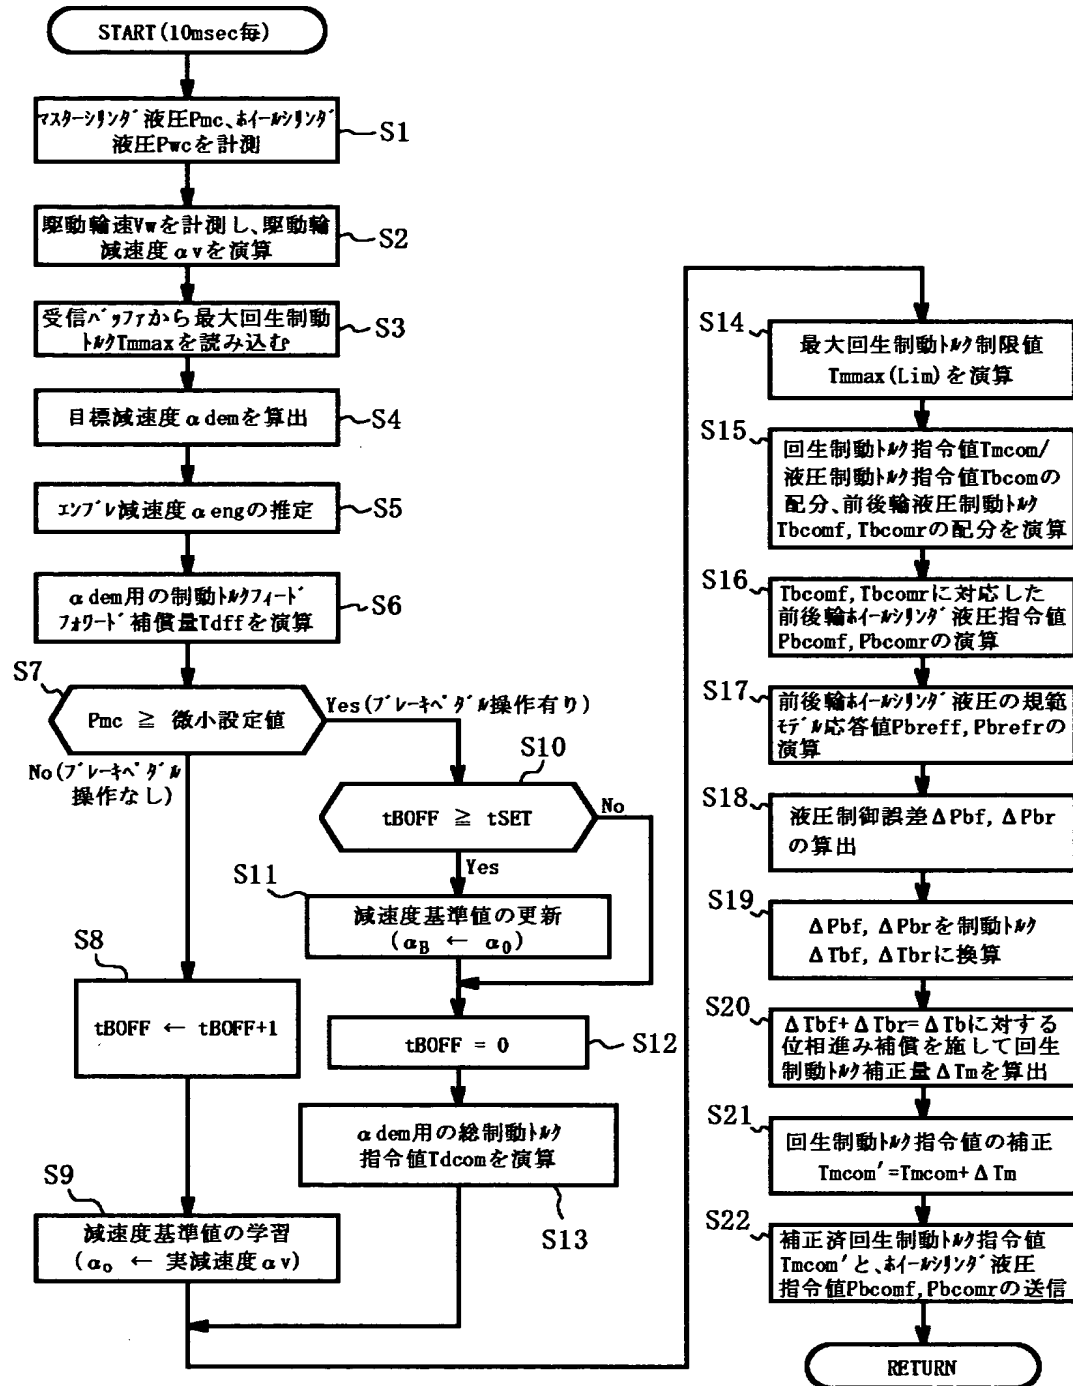 START(10msec毎)
マスターシリンダ液圧Pmc、ホイールシリンダ
液圧Pwcを計測
S1
駆動輪速Vwを計測し、駆動輪
減速度αvを演算
S2
受信バッファから最大回生制動
トルクTmmaxを読み込む
S3
目標減速度αdemを算出
S4
エンブレ減速度αengの推定
S5
αdem用の制動トルクフィード
フォワード補償量Tdffを演算
S6
S7
Pmc ≧ 微小設定値
Yes(ブレーキペダル操作有り)
No(ブレーキペダル
操作なし)
S10
tBOFF ≧ tSET
No
Yes
S11
減速度基準値の更新
(αB ← α0)
S8
tBOFF ← tBOFF+1
tBOFF = 0
S12
αdem用の総制動トルク
指令値Tdcomを演算
S13
S9
減速度基準値の学習
(αo ← 実減速度αv)
S14
最大回生制動トルク制限値
Tmmax(Lim)を演算
S15
回生制動トルク指令値Tmcom/
液圧制動トルク指令値Tbcomの
配分、前後輪液圧制動トルク
Tbcomf,Tbcomrの配分を演算
S16
Tbcomf,Tbcomrに対応した
前後輪ホイールシリンダ液圧指令値
Pbcomf,Pbcomrの演算
S17
前後輪ホイールシリンダ液圧の規範
モデル応答値Pbreff,Pbrefrの
演算
S18
液圧制御誤差ΔPbf,ΔPbr
の算出
S19
ΔPbf,ΔPbrを制動トルク
ΔTbf,ΔTbrに換算
S20
ΔTbf+ΔTbr=ΔTbに対する
位相進み補償を施して回生
制動トルク補正量ΔTmを算出
S21
回生制動トルク指令値の補正
Tmcom'=Tmcom+ΔTm
S22
補正済回生制動トルク指令値
Tmcom'と、ホイールシリンダ液圧
指令値Pbcomf,Pbcomrの送信
RETURN